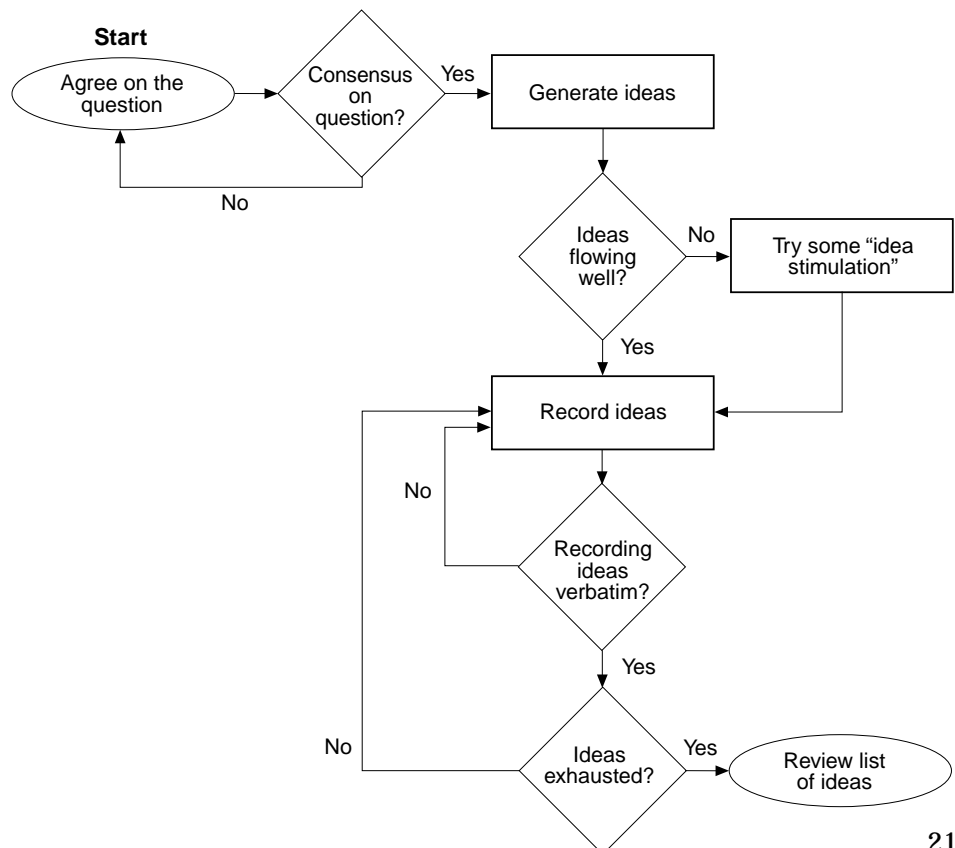 Start
Agree on the
question
Consensus
on
question?
Yes
No
Generate ideas
Ideas
flowing
well?
No
Try some “idea
stimulation”
Yes
Record ideas
No
Recording
ideas
verbatim?
Yes
No
Ideas
exhausted?
Yes
Review list
of ideas
21